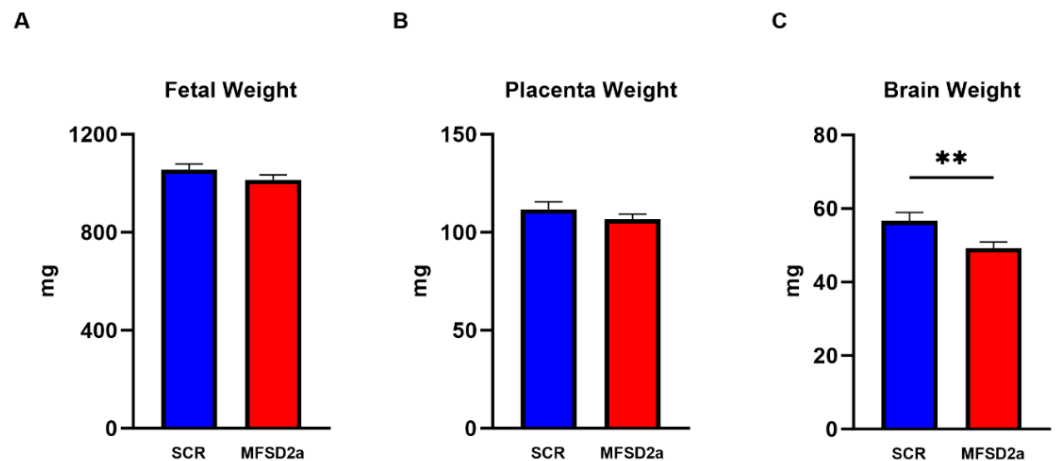 A
B
C
Fetal Weight
Placenta Weight
Brain Weight
mg
1200
800
400
0
SCR
MFSD2a
mg
150
100
50
0
SCR
MFSD2a
mg
80
60
40
20
0
**
SCR
MFSD2a